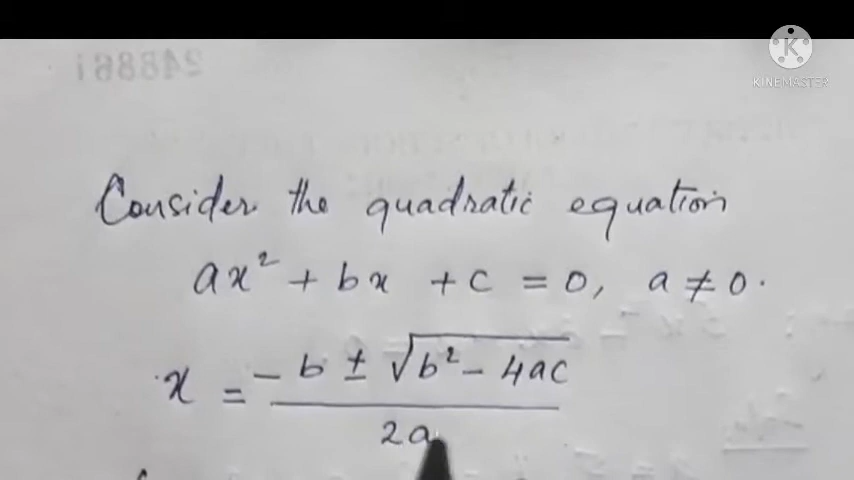 KINEMASTER
Consider the quadratic equation
ax² + bx + c = 0, a ≠ 0.
x = -b ± √b² - 4ac
2a